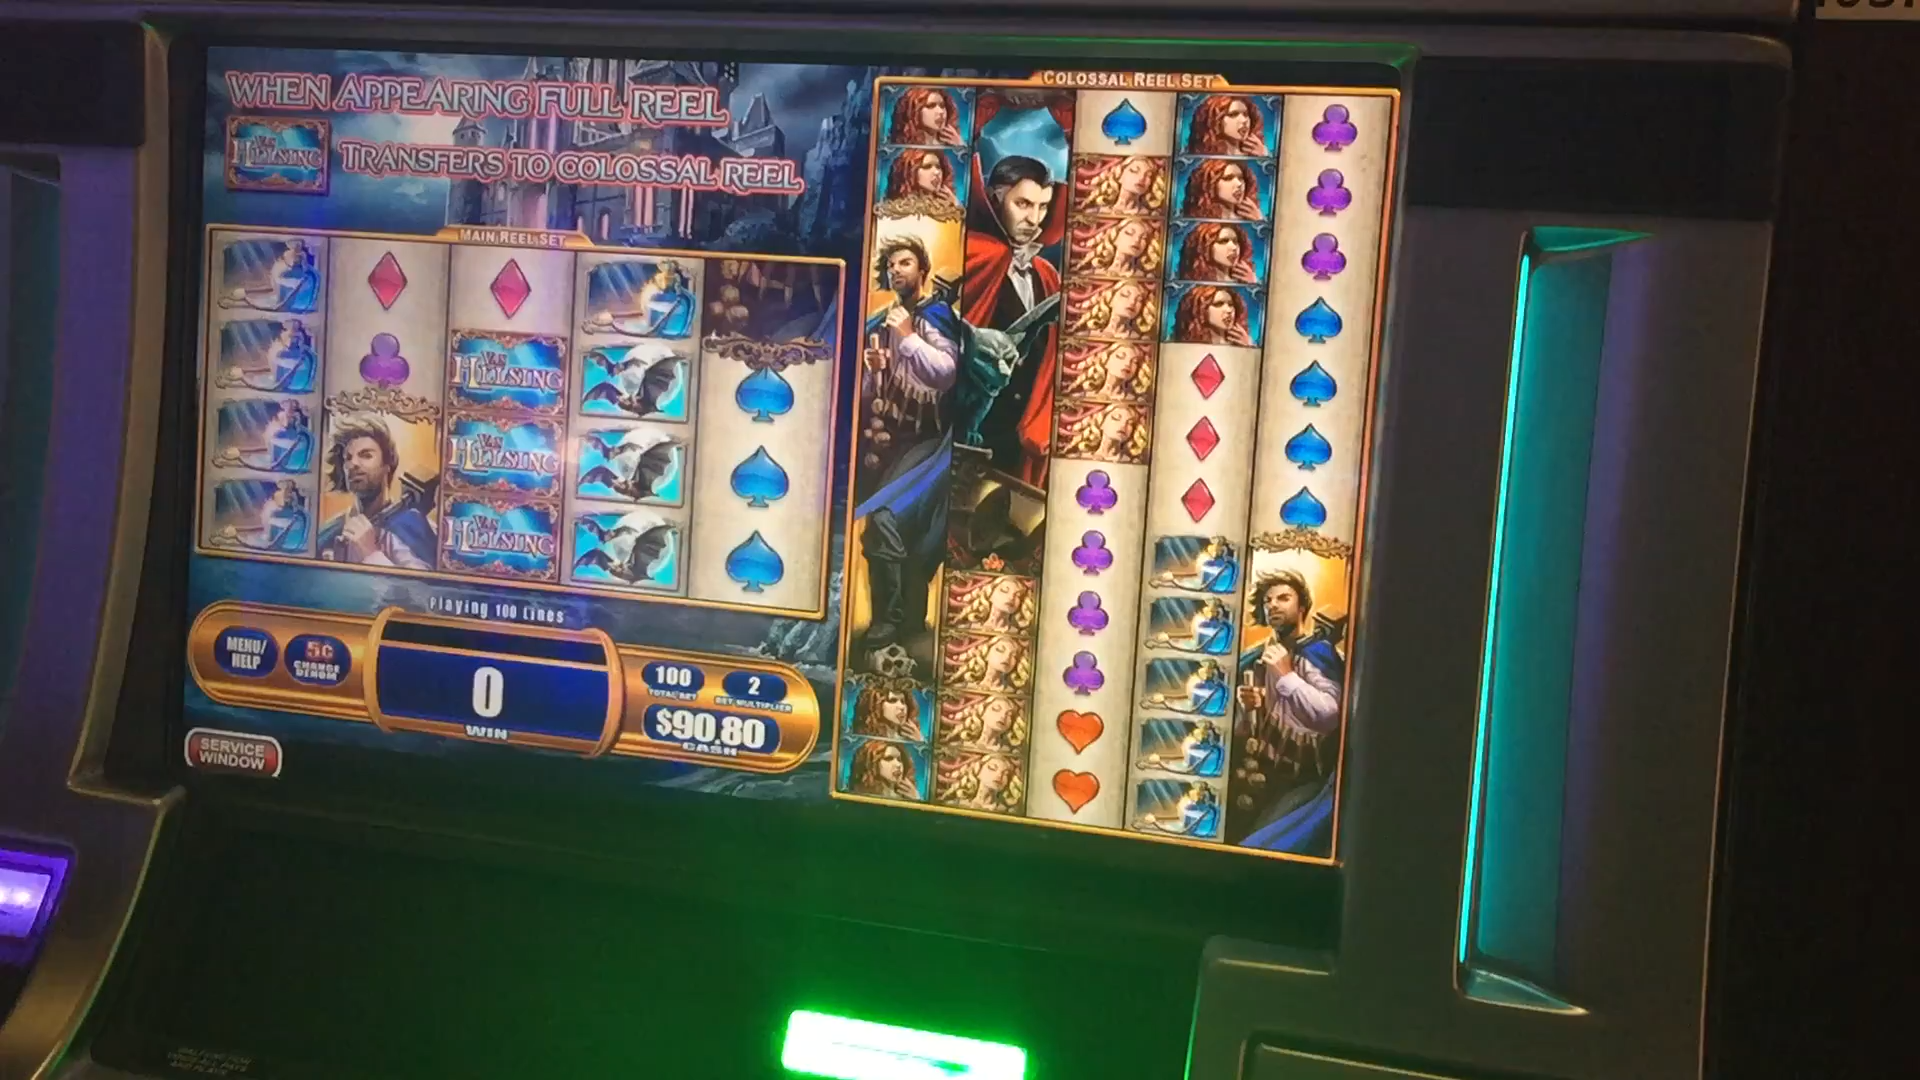 WHEN APPEARING FULL REEL
VAN HELSING
TRANSFERS TO COLOSSAL REEL
COLOSSAL REEL SET
MAIN REEL SET
VAN HELSING
VAN HELSING
VAN HELSING
Playing 100 Lines
MENU/
HELP
5¢
CHANGE
DENOM
0
WIN
100
TOTAL BET
2
BET MULTIPLIER
$90.80
CASH
SERVICE
WINDOW